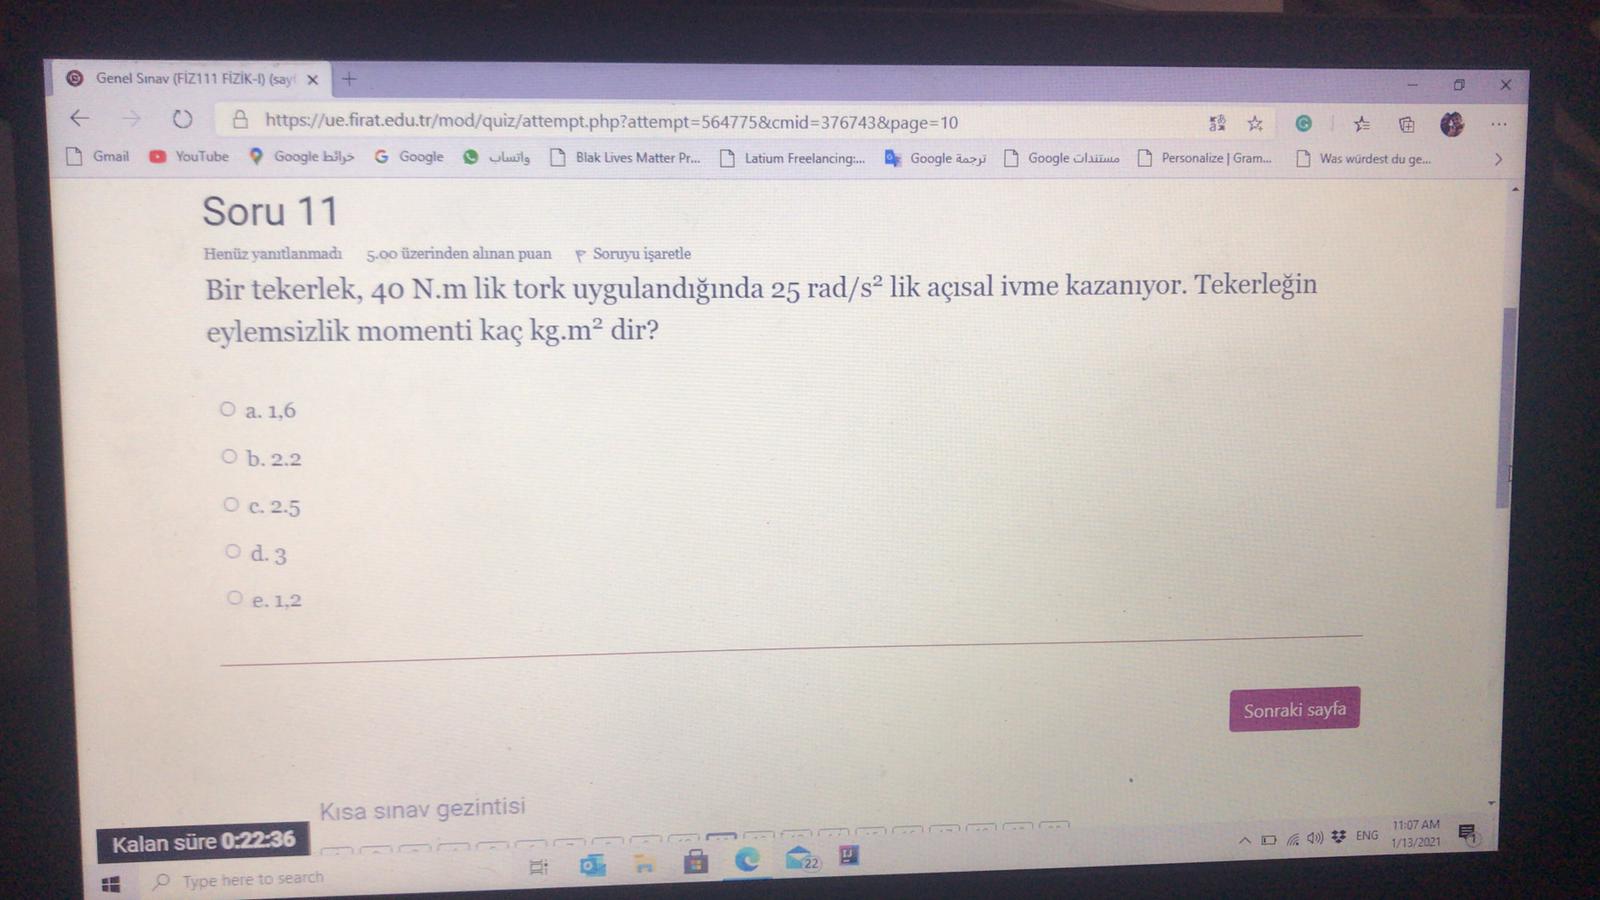 Genel Sınav (FİZ111 FİZİK-I) (say
https://ue.firat.edu.tr/mod/quiz/attempt.php?attempt=564775&cmid=376743&page=10
Gmail YouTube Google خرائط Google واتساب Blak Lives Matter Pr... Latium Freelancing:... Google ترجمة Google مستندات Personalize | Gram... Was würdest du ge...
Soru 11
Henüz yanıtlanmadı 5.00 üzerinden alınan puan Soruyu işaretle
Bir tekerlek, 40 N.m lik tork uygulandığında 25 rad/s² lik açısal ivme kazanıyor. Tekerleğin
eylemsizlik momenti kaç kg.m² dir?
a. 1,6
b. 2.2
c. 2.5
d. 3
e. 1,2
Sonraki sayfa
Kısa sınav gezintisi
Kalan süre 0:22:36
Type here to search
22
ENG
11:07 AM
1/13/2021
1